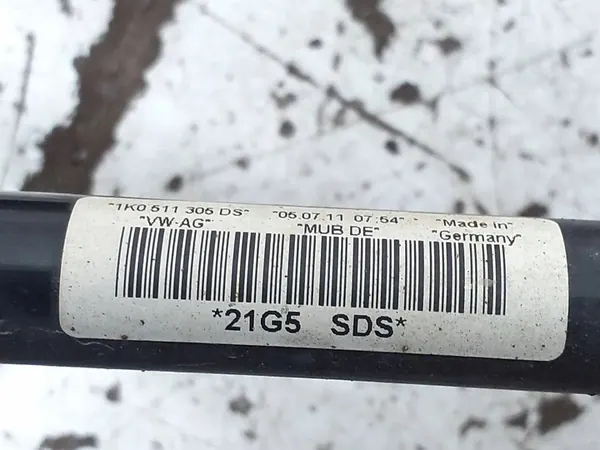 "1K0 511 305 DS" "05.07.11 07.54" "Made in"
"VW-AG" "MUB DE" "Germany"
*21G5 SDS*